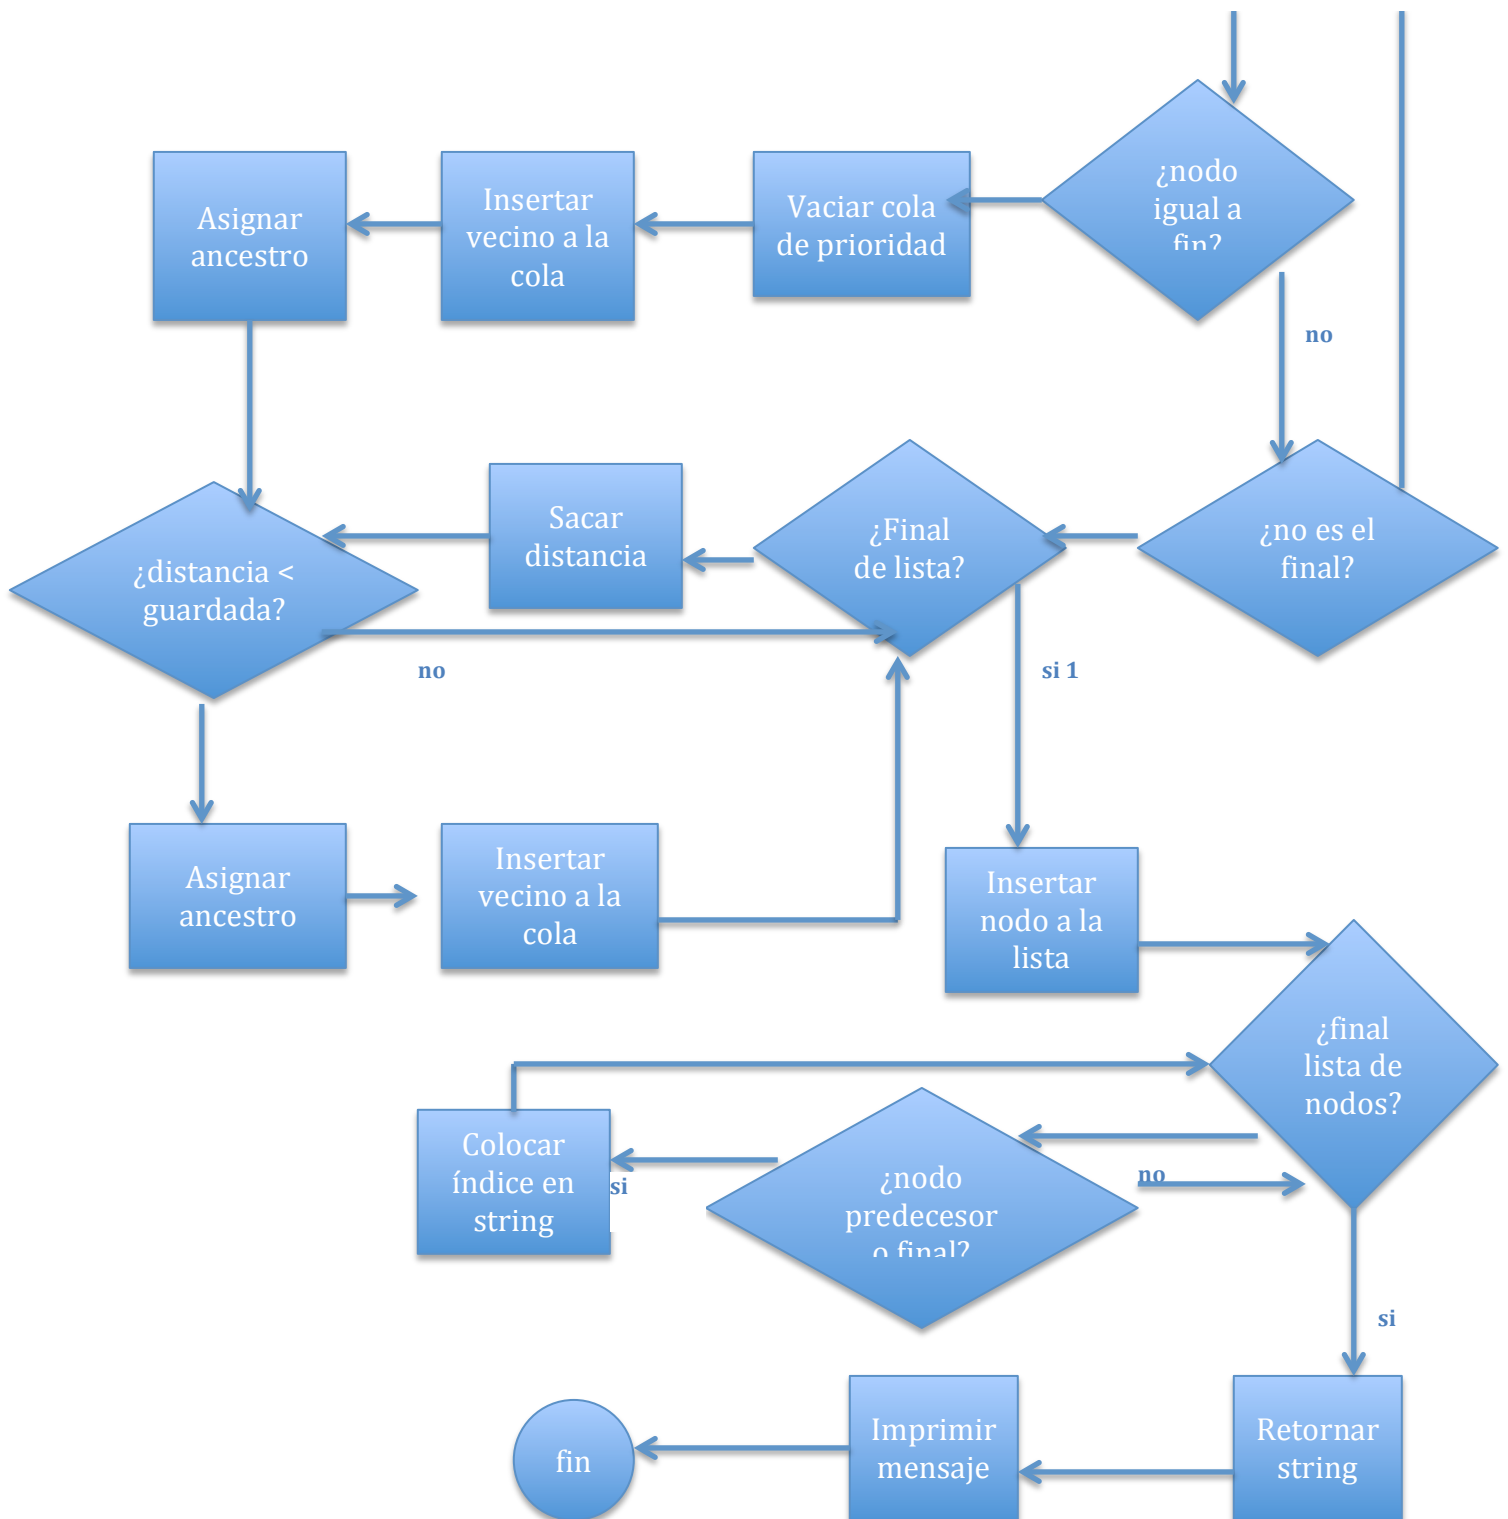 ¿nodo
igual a
fin?
Vaciar cola
de prioridad
Insertar
vecino a la
cola
Asignar
ancestro
no
¿no es el
final?
¿Final
de lista?
Sacar
distancia
¿distancia <
guardada?
no
si 1
Asignar
ancestro
Insertar
vecino a la
cola
Insertar
nodo a la
lista
¿final
lista de
nodos?
no
¿nodo
predecesor
o final?
si
Colocar
índice en
string
si
Retornar
string
Imprimir
mensaje
fin